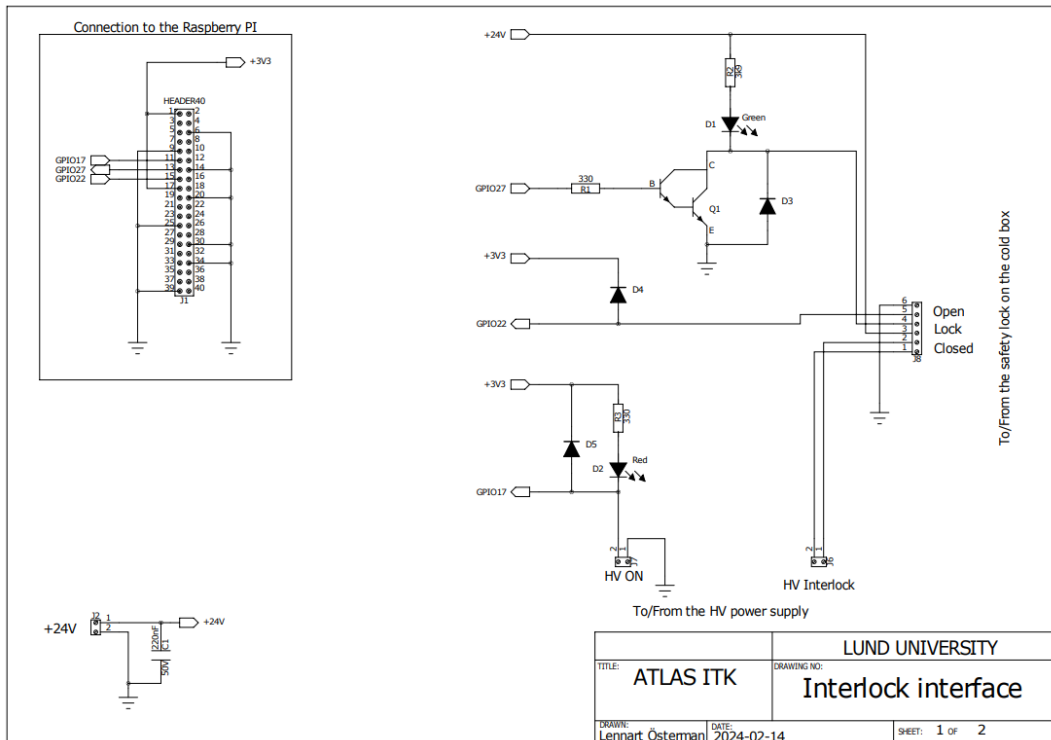 Connection to the Raspberry PI
+3V3
HEADER40
1 2
3 4
5 6
7 8
9 10
11 12
13 14
15 16
17 18
19 20
21 22
23 24
25 26
27 28
29 30
31 32
33 34
35 36
37 38
39 40
J1
GPIO17
GPIO27
GPIO22
+24V
R2
3k9
D1
Green
C
GPIO27
330
R1
B
Q1
E
D3
+3V3
D4
GPIO22
6
5
4
3
2
1
J8
Open
Lock
Closed
To/From the safety lock on the cold box
+3V3
R3
330
D5
D2
Red
GPIO17
2
1
J7
HV ON
2
1
J6
HV Interlock
To/From the HV power supply
+24V
J2
1
2
220nF
C1
50V
+24V
LUND UNIVERSITY
TITLE:
ATLAS ITK
DRAWING NO:
Interlock interface
DRAWN:
Lennart Österman
DATE:
2024-02-14
SHEET: 1 OF 2